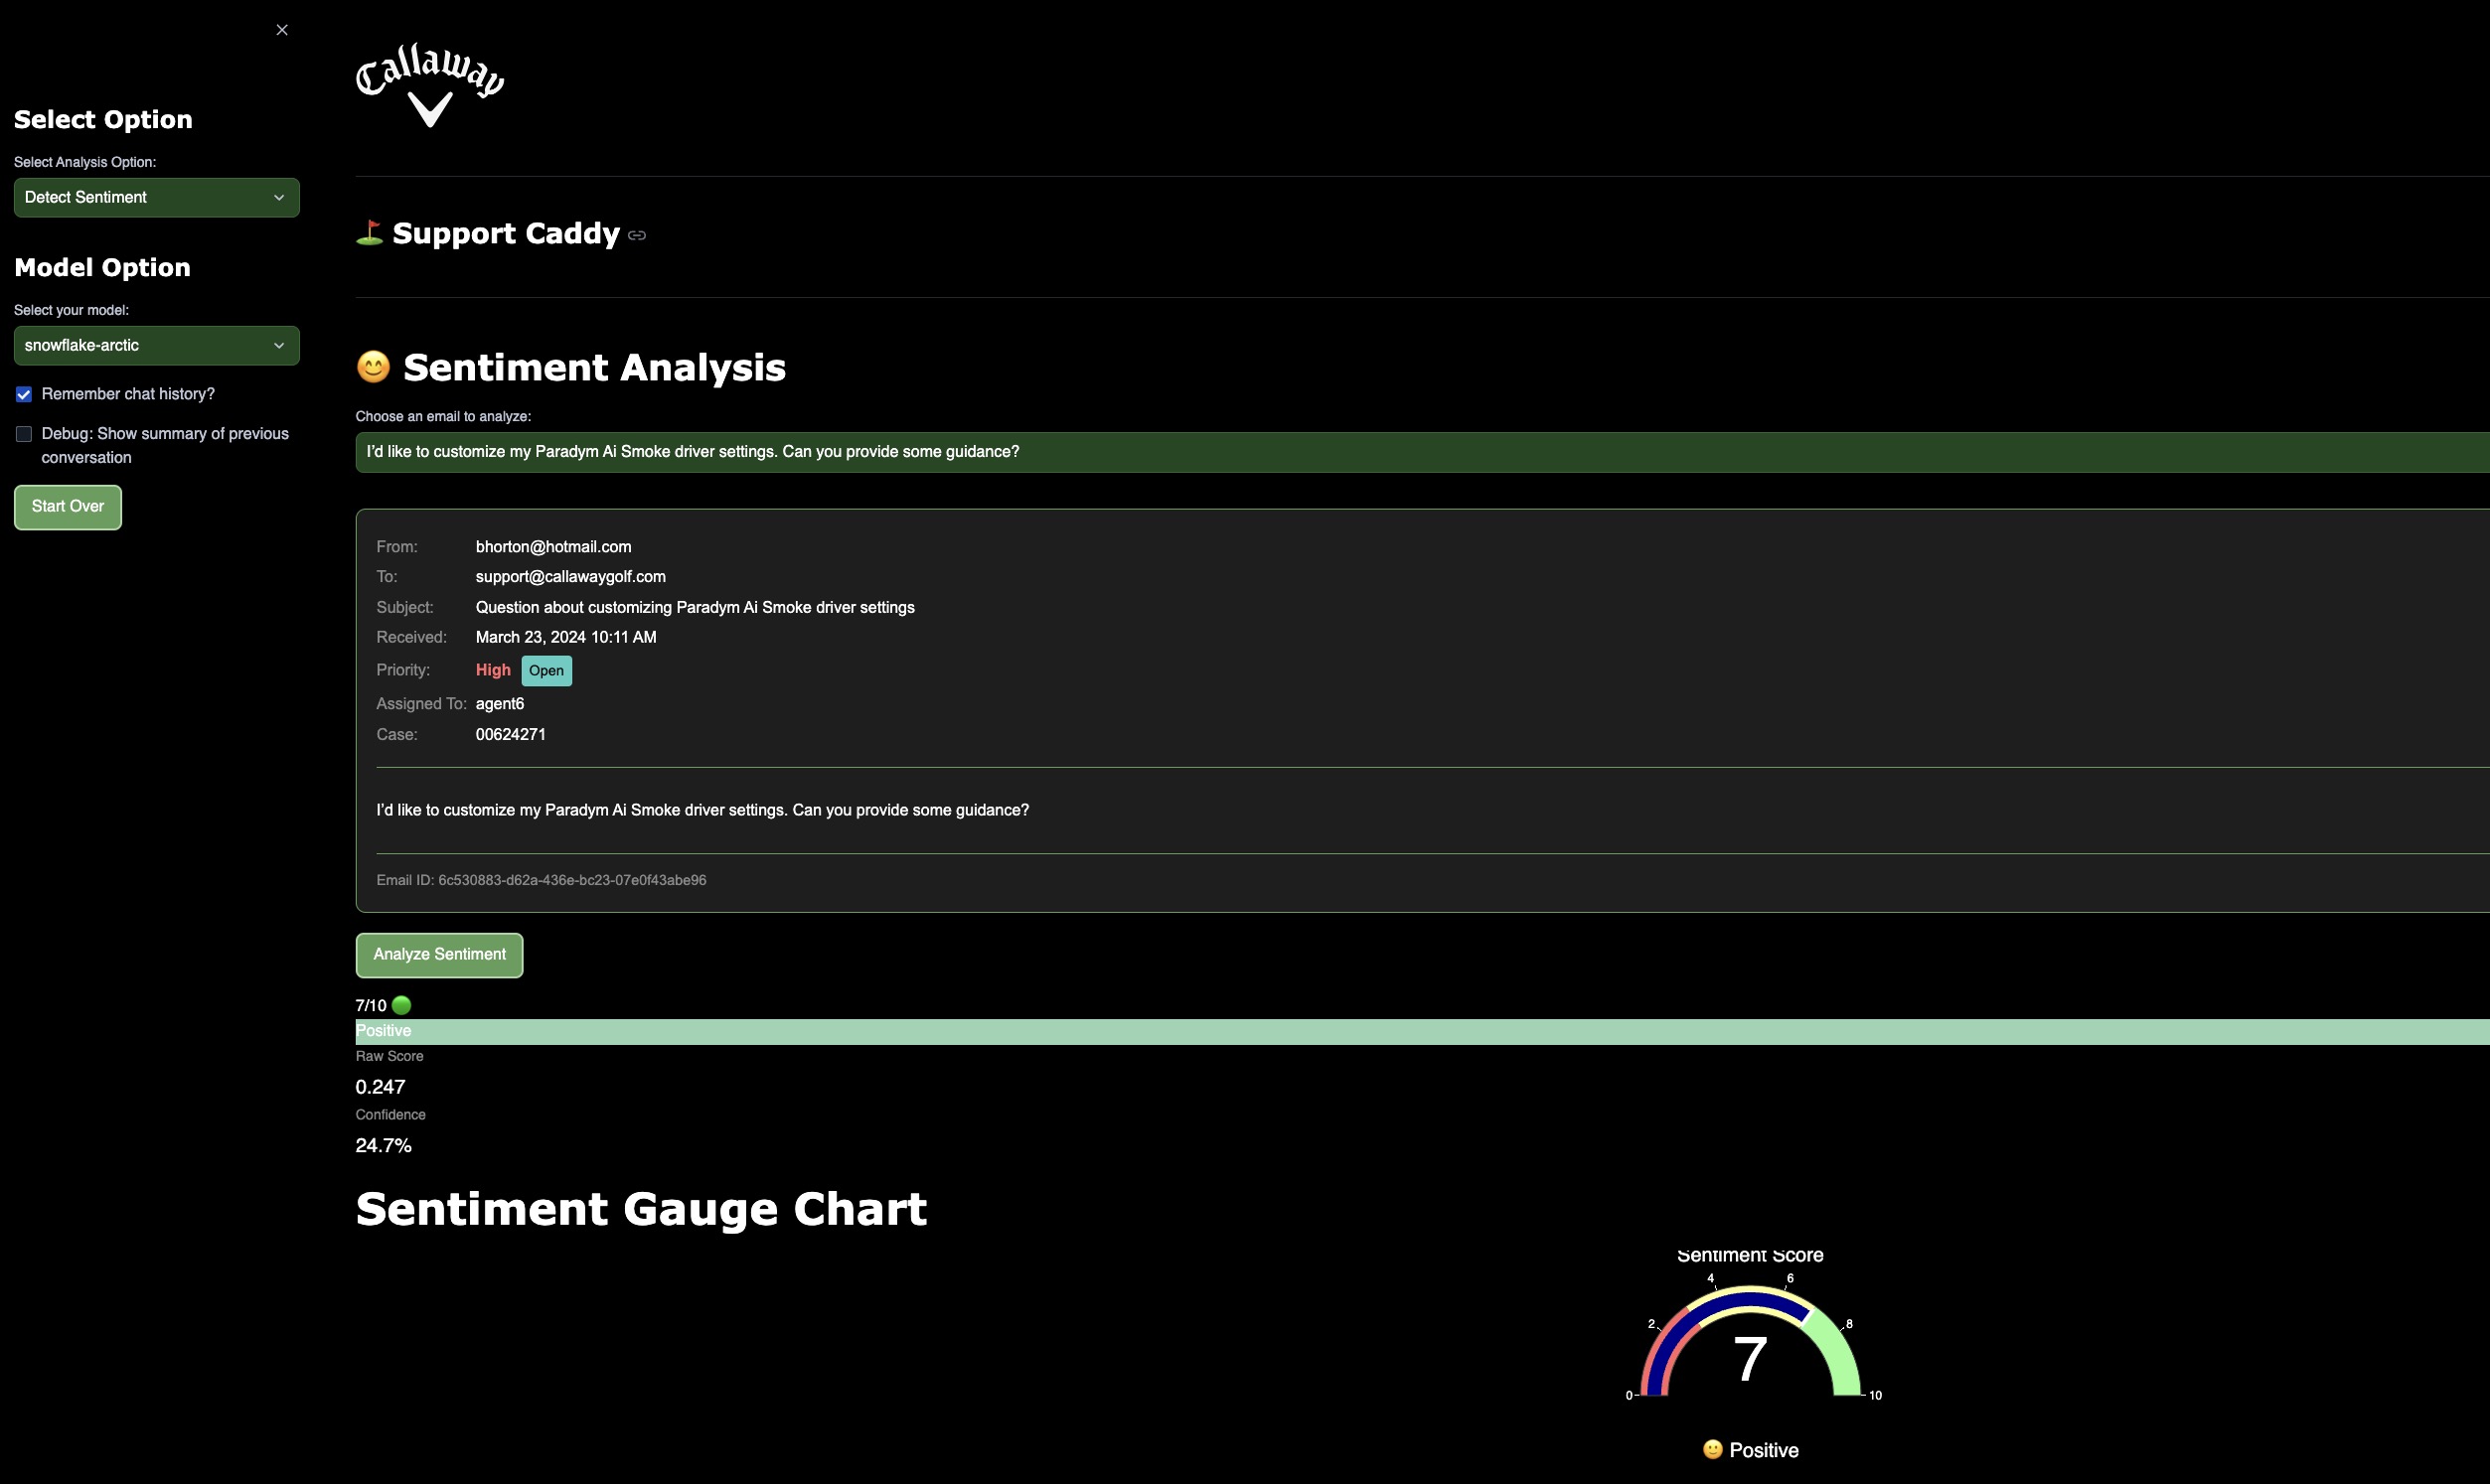 Callaway
Select Option
Select Analysis Option:
Detect Sentiment
Model Option
Select your model:
snowflake-arctic
Remember chat history?
Debug: Show summary of previous
conversation
Start Over
Support Caddy
Sentiment Analysis
Choose an email to analyze:
I’d like to customize my Paradym Ai Smoke driver settings. Can you provide some guidance?
From: bhorton@hotmail.com
To: support@callawaygolf.com
Subject: Question about customizing Paradym Ai Smoke driver settings
Received: March 23, 2024 10:11 AM
Priority: High Open
Assigned To: agent6
Case: 00624271
I’d like to customize my Paradym Ai Smoke driver settings. Can you provide some guidance?
Email ID: 6c530883-d62a-436e-bc23-07e0f43abe96
Analyze Sentiment
7/10
Positive
Raw Score
0.247
Confidence
24.7%
Sentiment Gauge Chart
Sentiment Score
4 6
2 8
7
0 10
Positive